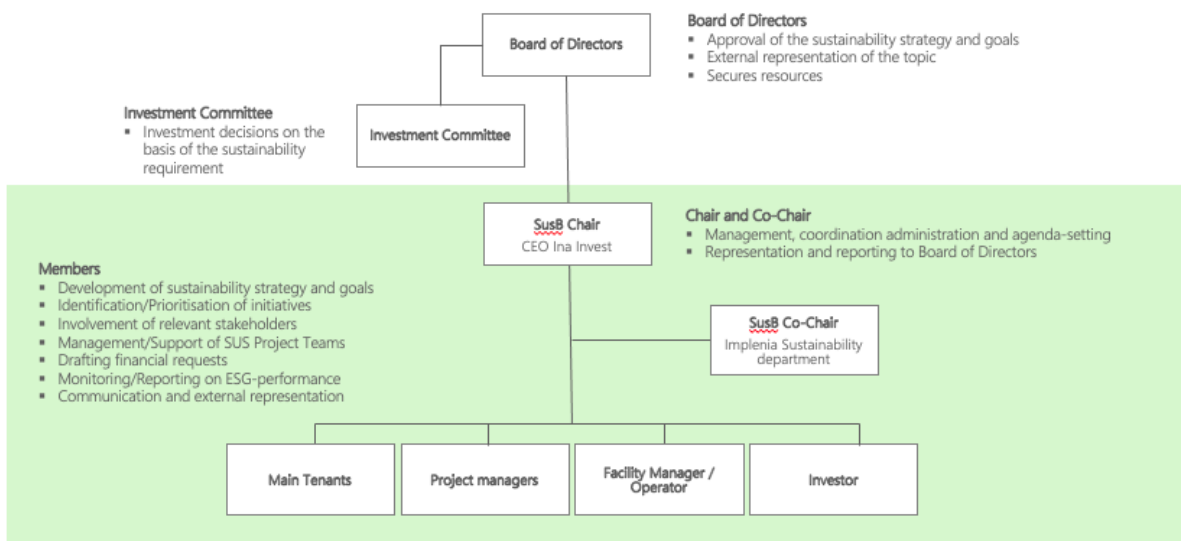 Board of Directors
Board of Directors
▪ Approval of the sustainability strategy and goals
▪ External representation of the topic
▪ Secures resources
Investment Committee
▪ Investment decisions on the
basis of the sustainability
requirement
Investment Committee
SusB Chair
CEO Ina Invest
Chair and Co-Chair
▪ Management, coordination administration and agenda-setting
▪ Representation and reporting to Board of Directors
Members
▪ Development of sustainability strategy and goals
▪ Identification/Prioritisation of initiatives
▪ Involvement of relevant stakeholders
▪ Management/Support of SUS Project Teams
▪ Drafting financial requests
▪ Monitoring/Reporting on ESG-performance
▪ Communication and external representation
SusB Co-Chair
Implenia Sustainability
department
Main Tenants
Project managers
Facility Manager /
Operator
Investor